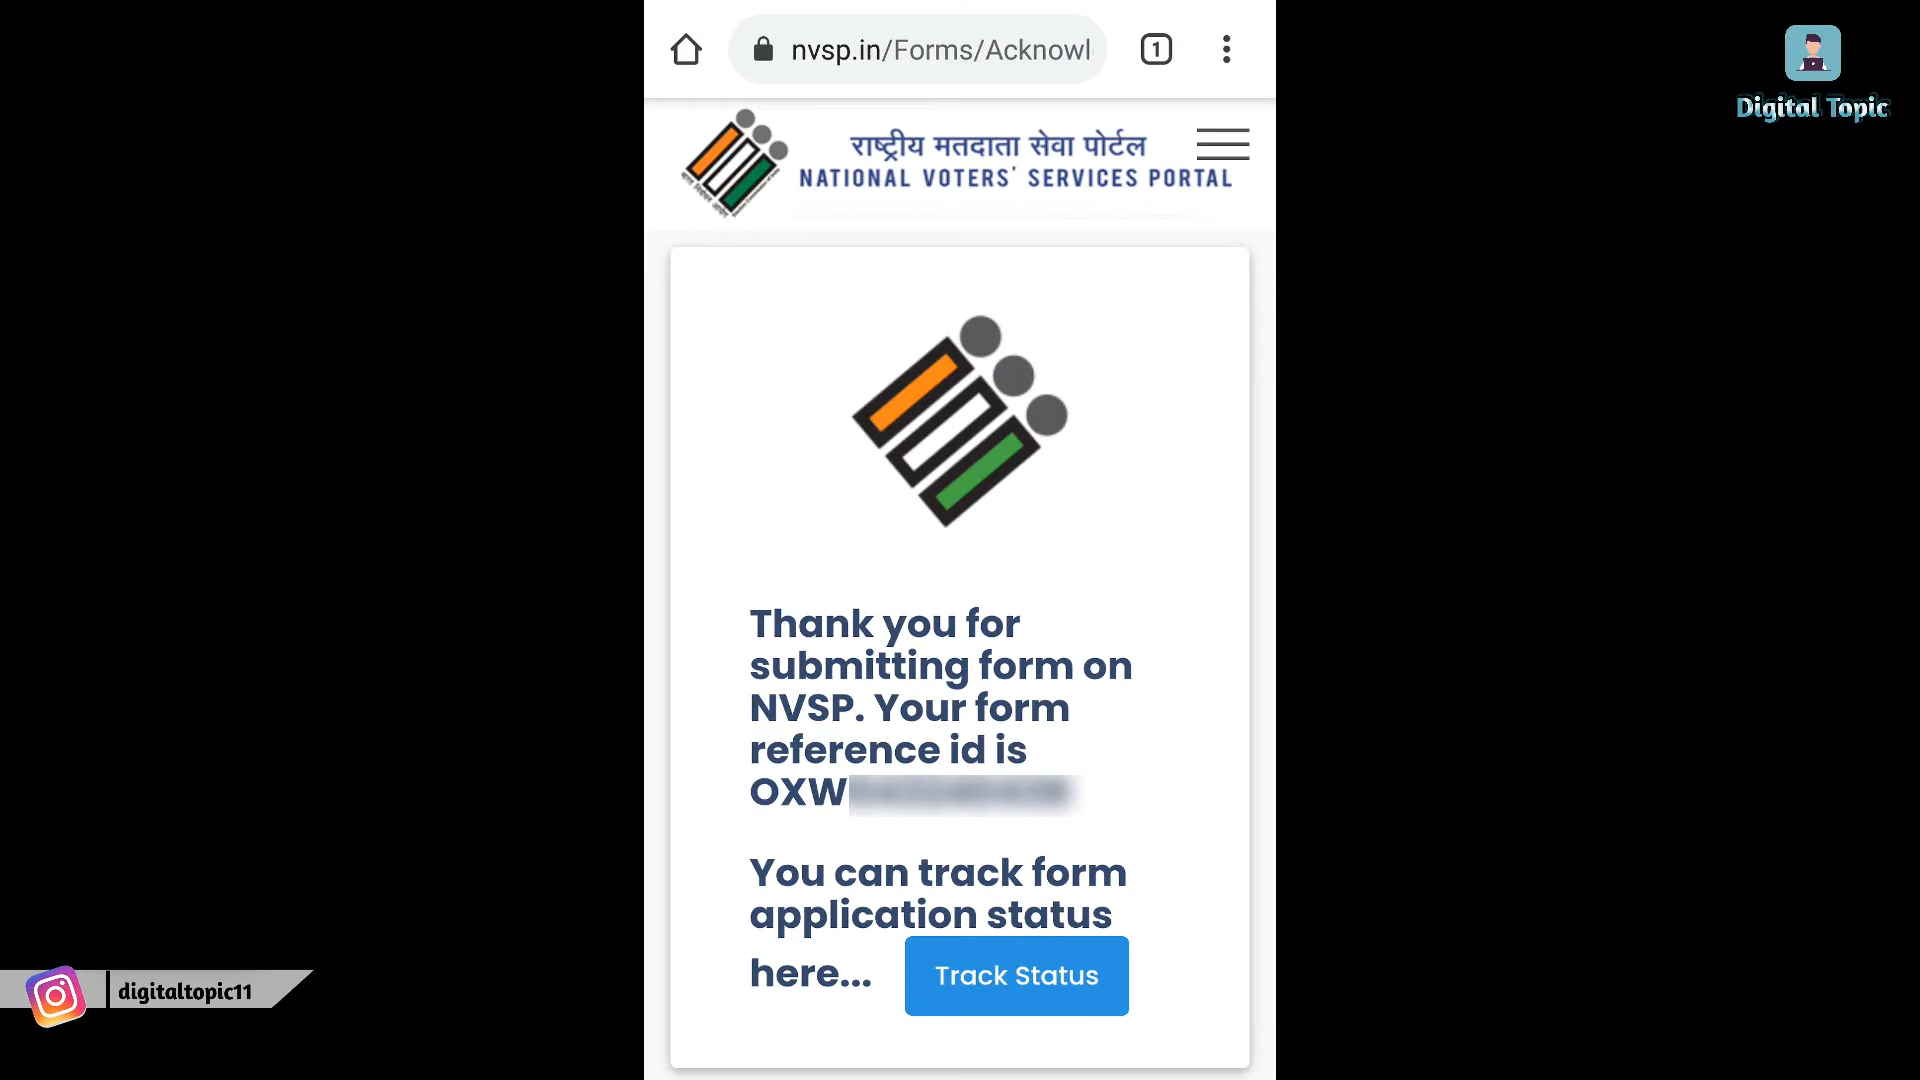 nvsp.in/Forms/Acknowl
1
Digital Topic
राष्ट्रीय मतदाता सेवा पोर्टल
NATIONAL VOTERS' SERVICES PORTAL
Thank you for
submitting form on
NVSP. Your form
reference id is
OXW
You can track form
application status
here...
Track Status
digitaltopic11